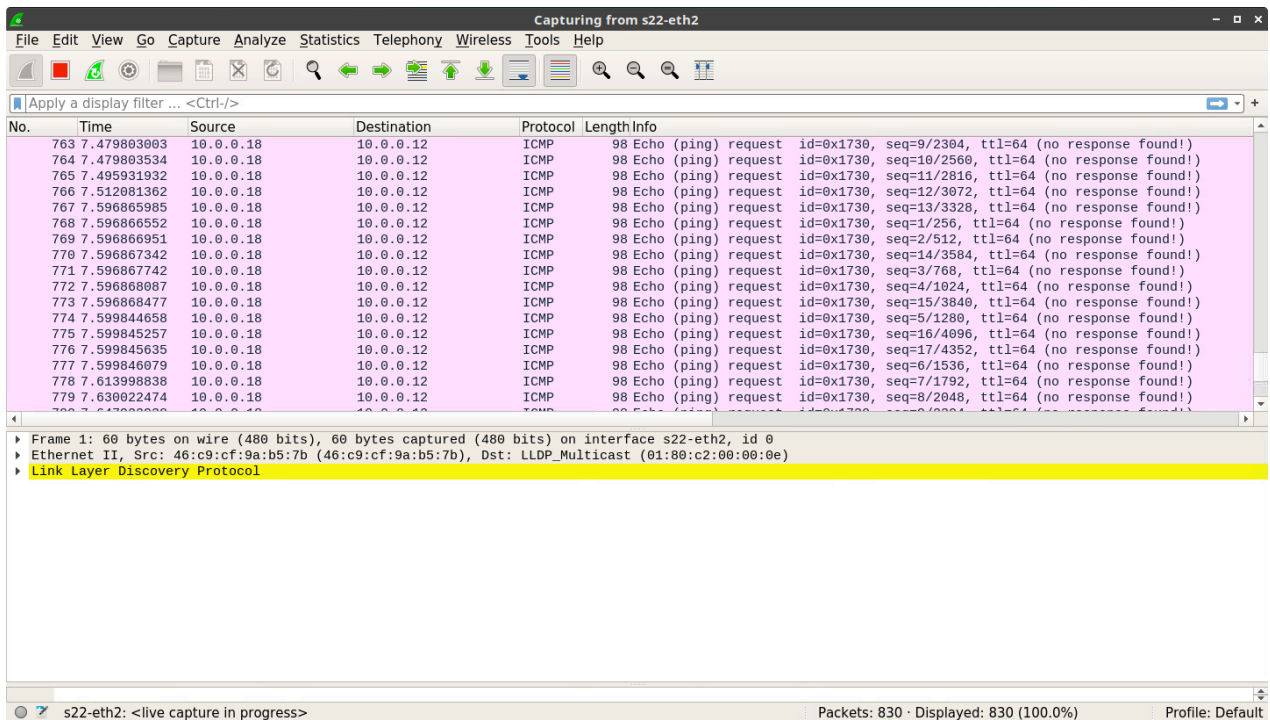 Capturing from s22-eth2
File Edit View Go Capture Analyze Statistics Telephony Wireless Tools Help
Apply a display filter … <Ctrl-/>
No. Time Source Destination Protocol Length Info
763 7.479803003 10.0.0.18 10.0.0.12 ICMP 98 Echo (ping) request id=0x1730, seq=9/2304, ttl=64 (no response found!)
764 7.479803534 10.0.0.18 10.0.0.12 ICMP 98 Echo (ping) request id=0x1730, seq=10/2560, ttl=64 (no response found!)
765 7.495931932 10.0.0.18 10.0.0.12 ICMP 98 Echo (ping) request id=0x1730, seq=11/2816, ttl=64 (no response found!)
766 7.512081362 10.0.0.18 10.0.0.12 ICMP 98 Echo (ping) request id=0x1730, seq=12/3072, ttl=64 (no response found!)
767 7.596865985 10.0.0.18 10.0.0.12 ICMP 98 Echo (ping) request id=0x1730, seq=13/3328, ttl=64 (no response found!)
768 7.596866552 10.0.0.18 10.0.0.12 ICMP 98 Echo (ping) request id=0x1730, seq=1/256, ttl=64 (no response found!)
769 7.596866951 10.0.0.18 10.0.0.12 ICMP 98 Echo (ping) request id=0x1730, seq=2/512, ttl=64 (no response found!)
770 7.596867342 10.0.0.18 10.0.0.12 ICMP 98 Echo (ping) request id=0x1730, seq=14/3584, ttl=64 (no response found!)
771 7.596867742 10.0.0.18 10.0.0.12 ICMP 98 Echo (ping) request id=0x1730, seq=3/768, ttl=64 (no response found!)
772 7.596868087 10.0.0.18 10.0.0.12 ICMP 98 Echo (ping) request id=0x1730, seq=4/1024, ttl=64 (no response found!)
773 7.596868477 10.0.0.18 10.0.0.12 ICMP 98 Echo (ping) request id=0x1730, seq=15/3840, ttl=64 (no response found!)
774 7.599844658 10.0.0.18 10.0.0.12 ICMP 98 Echo (ping) request id=0x1730, seq=5/1280, ttl=64 (no response found!)
775 7.599845257 10.0.0.18 10.0.0.12 ICMP 98 Echo (ping) request id=0x1730, seq=16/4096, ttl=64 (no response found!)
776 7.599845635 10.0.0.18 10.0.0.12 ICMP 98 Echo (ping) request id=0x1730, seq=17/4352, ttl=64 (no response found!)
777 7.599846079 10.0.0.18 10.0.0.12 ICMP 98 Echo (ping) request id=0x1730, seq=6/1536, ttl=64 (no response found!)
778 7.613998838 10.0.0.18 10.0.0.12 ICMP 98 Echo (ping) request id=0x1730, seq=7/1792, ttl=64 (no response found!)
779 7.630022474 10.0.0.18 10.0.0.12 ICMP 98 Echo (ping) request id=0x1730, seq=8/2048, ttl=64 (no response found!)
Frame 1: 60 bytes on wire (480 bits), 60 bytes captured (480 bits) on interface s22-eth2, id 0
Ethernet II, Src: 46:c9:cf:9a:b5:7b (46:c9:cf:9a:b5:7b), Dst: LLDP_Multicast (01:80:c2:00:00:0e)
Link Layer Discovery Protocol
s22-eth2: <live capture in progress> Packets: 830 · Displayed: 830 (100.0%) Profile: Default